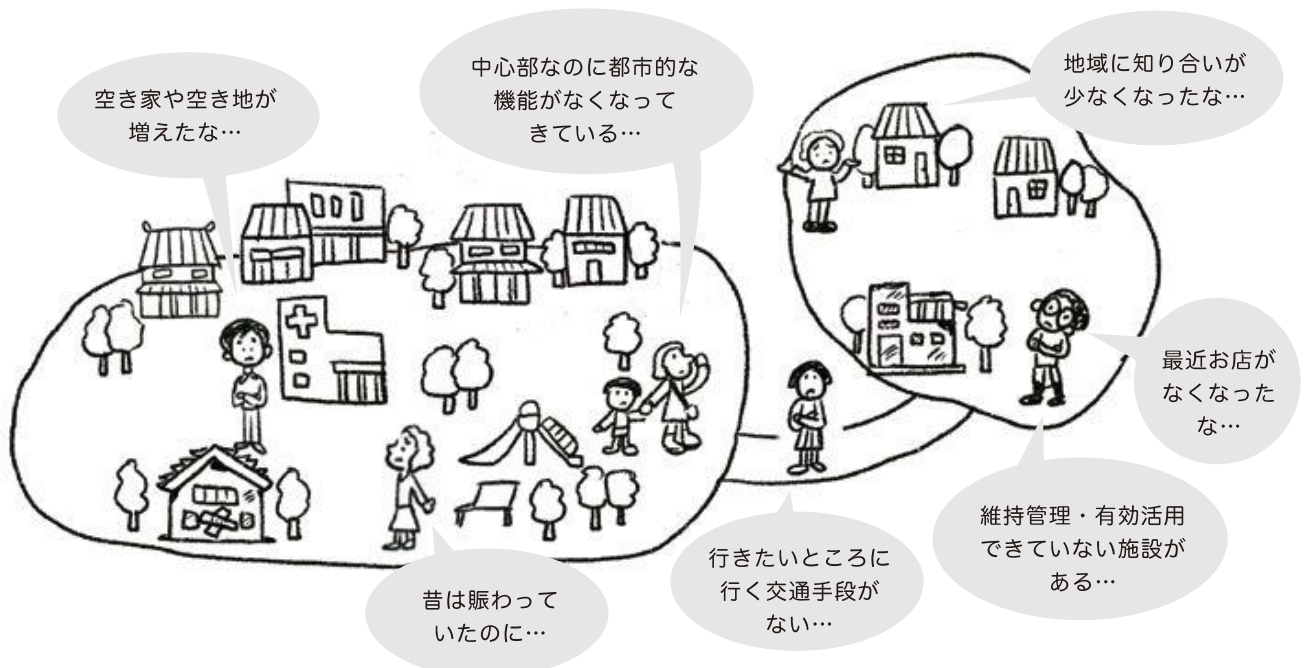 空き家や空き地が
増えたな…
中心部なのに都市的な
機能がなくなって
きている…
地域に知り合いが
少なくなったな…
最近お店が
なくなった
な…
維持管理・有効活用
できていない施設が
ある…
行きたいところに
行く交通手段が
ない…
昔は賑わって
いたのに…